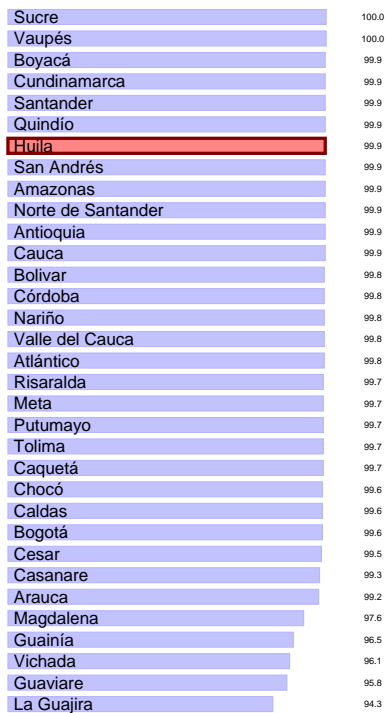 Sucre 100.0
Vaupés 100.0
Boyacá 99.9
Cundinamarca 99.9
Santander 99.9
Quindío 99.9
Huila 99.9
San Andrés 99.9
Amazonas 99.9
Norte de Santander 99.9
Antioquia 99.9
Cauca 99.9
Bolivar 99.8
Córdoba 99.8
Nariño 99.8
Valle del Cauca 99.8
Atlántico 99.8
Risaralda 99.7
Meta 99.7
Putumayo 99.7
Tolima 99.7
Caquetá 99.7
Chocó 99.6
Caldas 99.6
Bogotá 99.6
Cesar 99.5
Casanare 99.3
Arauca 99.2
Magdalena 97.6
Guainía 96.5
Vichada 96.1
Guaviare 95.8
La Guajira 94.3